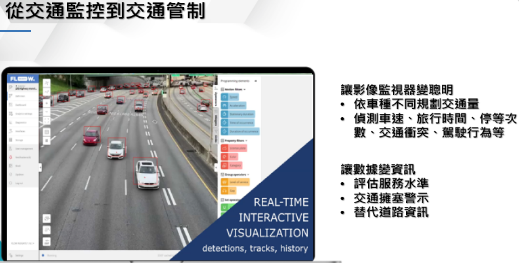 從交通監控到交通管制
FLOW.
REAL-TIME
INTERACTIVE
VISUALIZATION
detections, tracks, history
讓影像監視器變聰明
• 依車種不同規劃交通量
• 偵測車速、旅行時間、停等次
數、交通衝突、駕駛行為等
讓數據變資訊
• 評估服務水準
• 交通擁塞警示
• 替代道路資訊